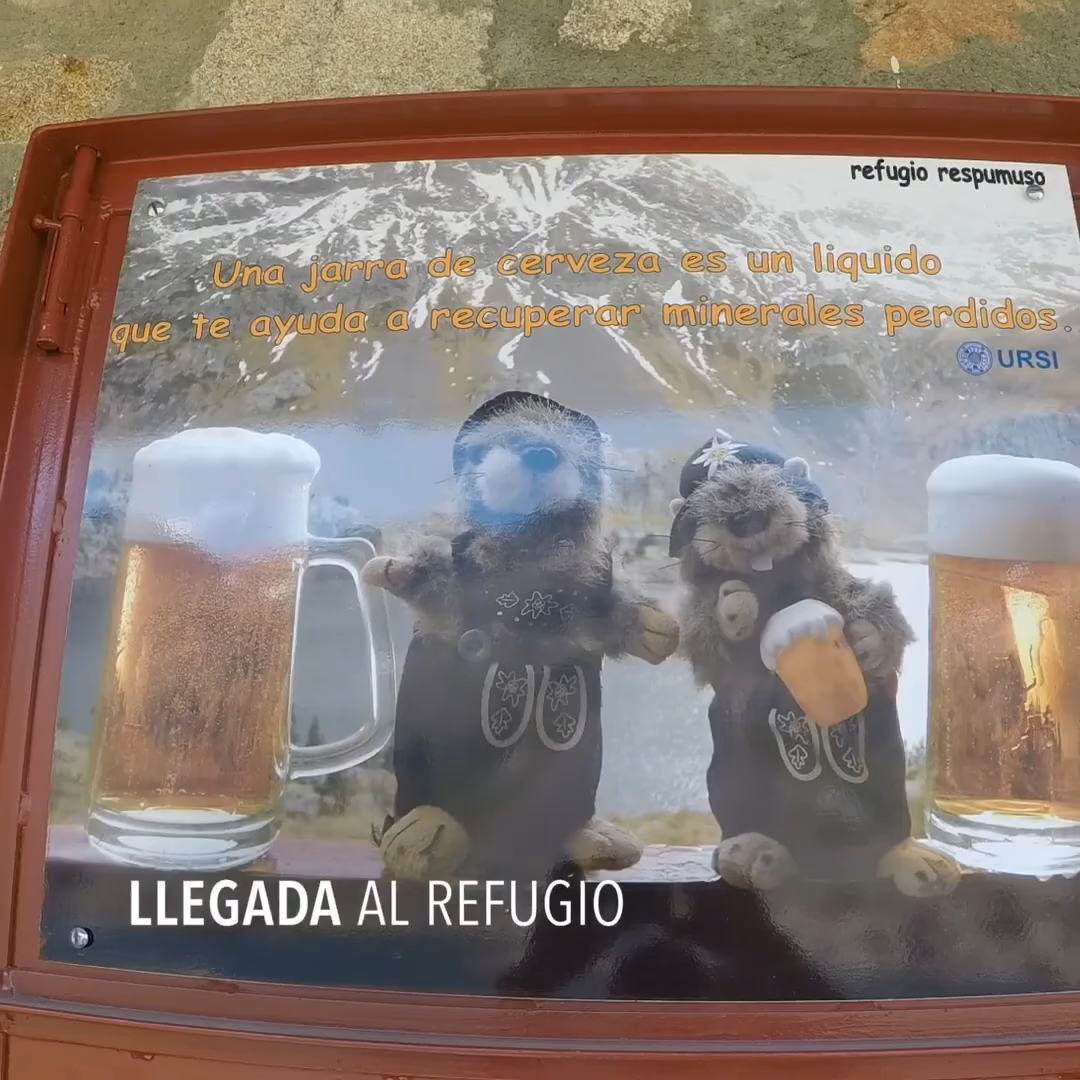 refugio respumuso
Una jarra de cerveza es un liquido
que te ayuda a recuperar minerales perdidos.
URSI
LLEGADA AL REFUGIO